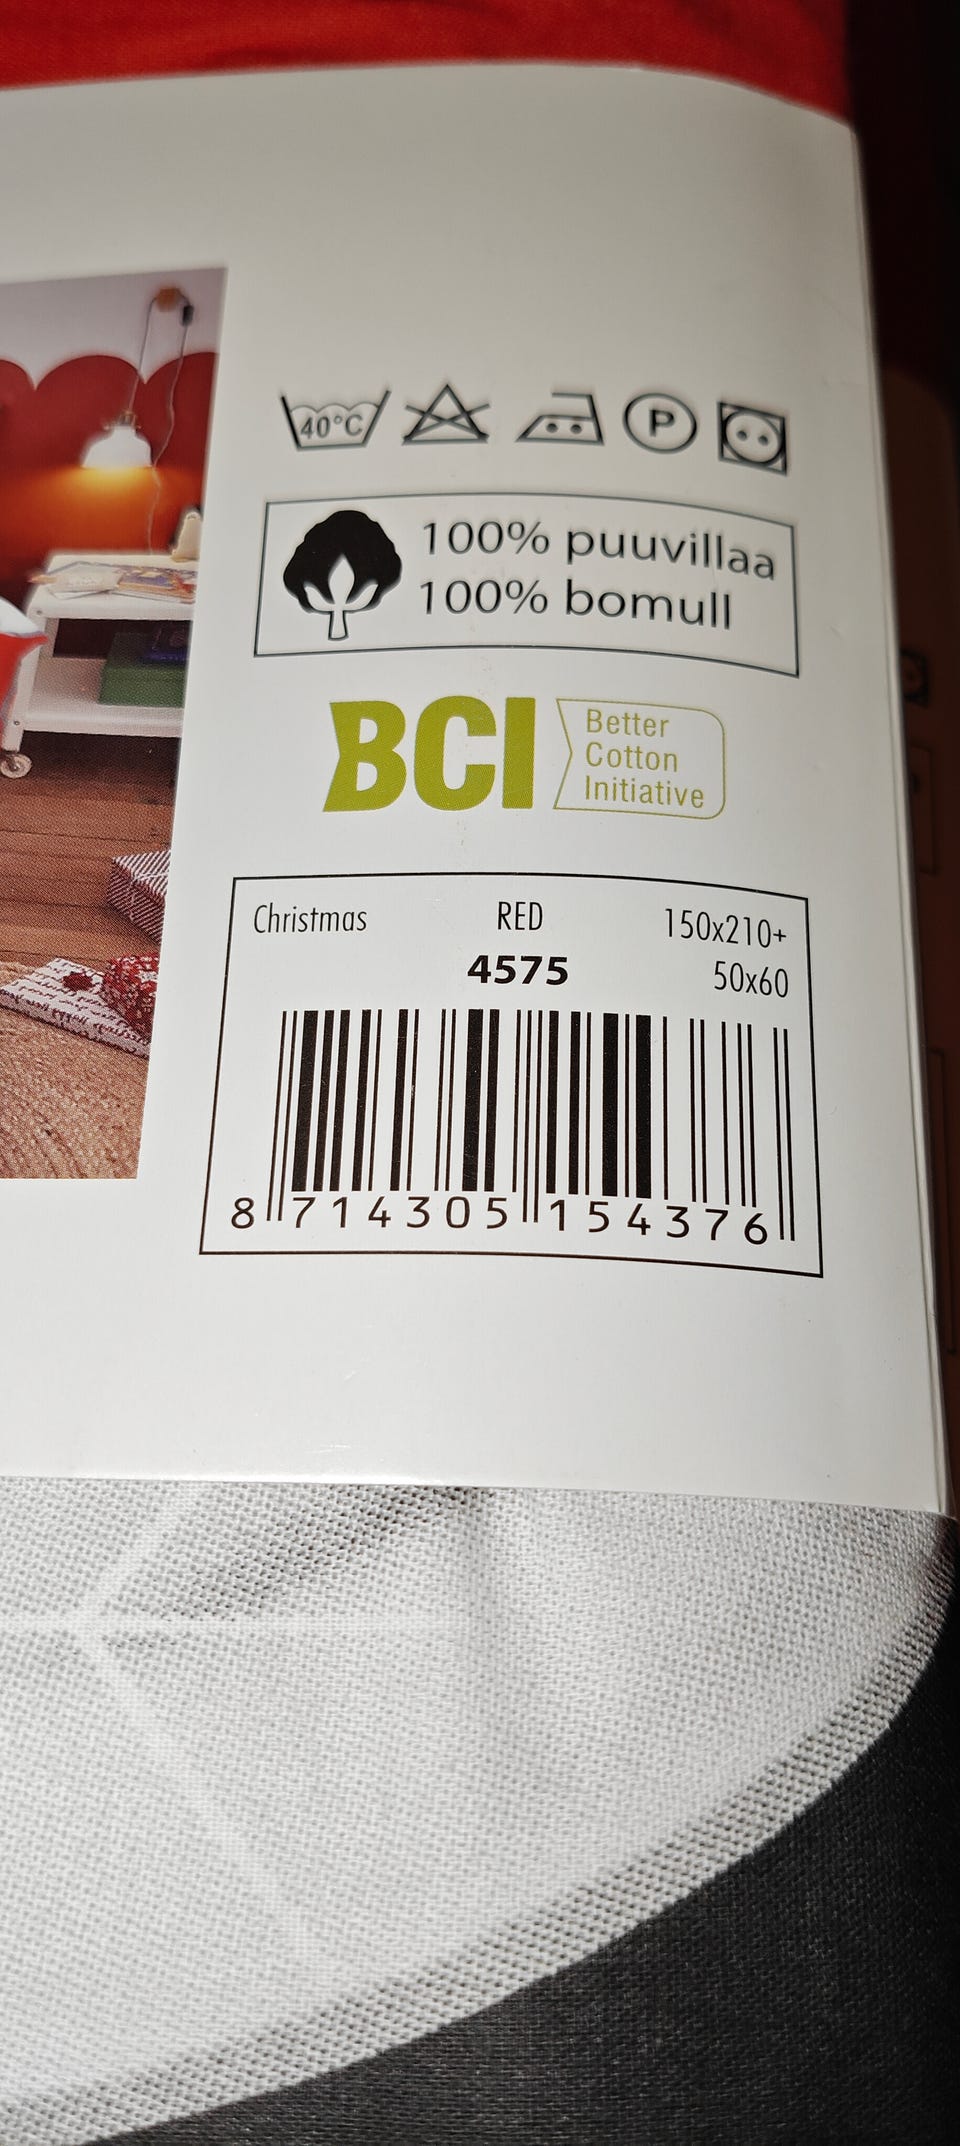 40°C
P
100% puuvillaa
100% bomull
BCI
Better
Cotton
Initiative
Christmas RED 150x210+
4575 50x60
8 714305 154376